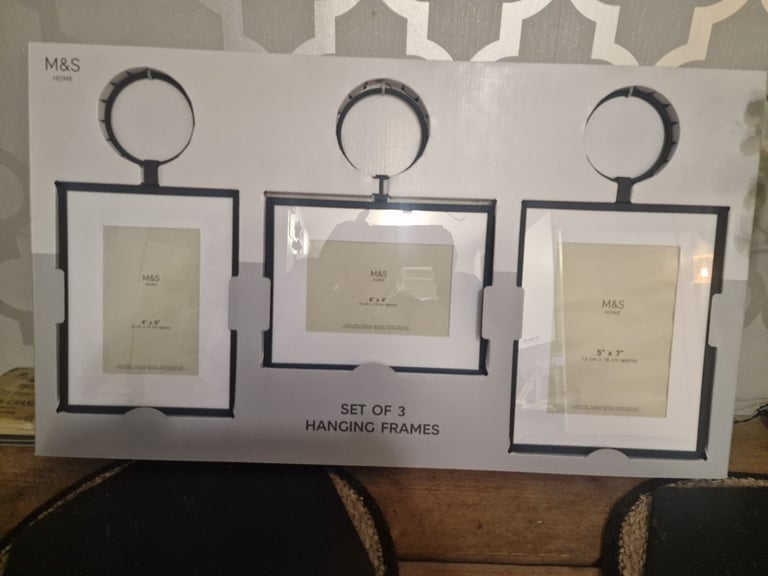 M&S
HOME
M&S
HOME
4" x 6"
M&S
HOME
6" x 4"
M&S
HOME
5" x 7"
13 cm x 18 cm approx
SET OF 3
HANGING FRAMES